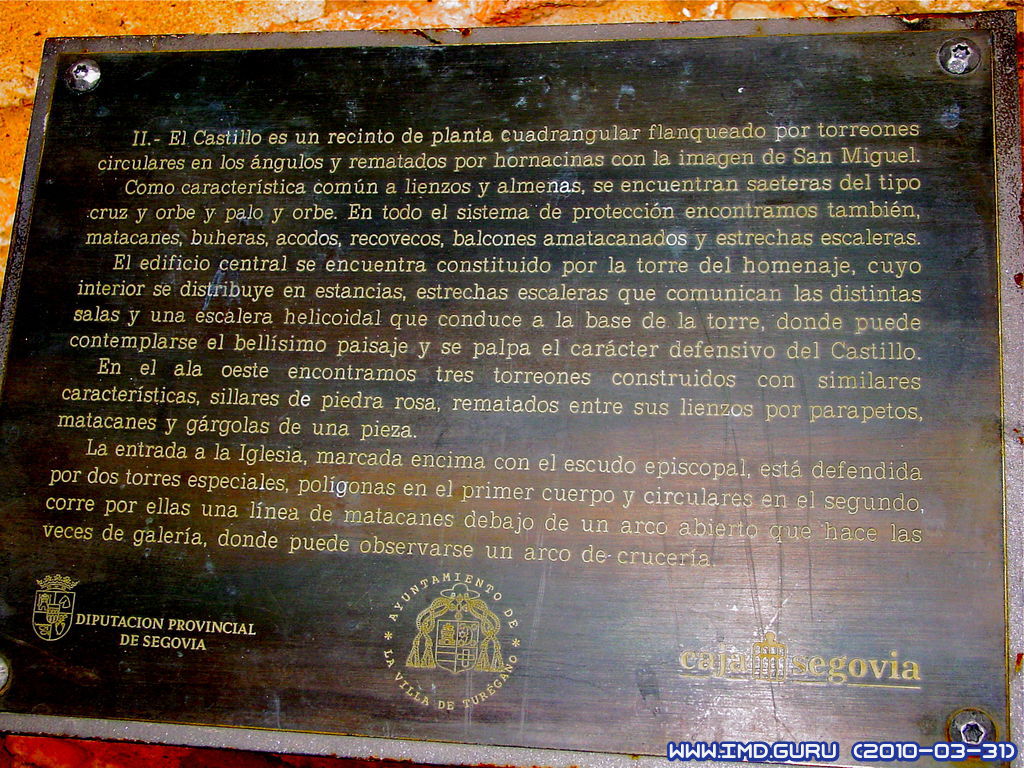 II.- El Castillo es un recinto de planta cuadrangular flanqueado por torreones
circulares en los ángulos y rematados por hornacinas con la imagen de San Miguel.
Como característica común a lienzos y almenas, se encuentran saeteras del tipo
cruz y orbe y palo y orbe. En todo el sistema de protección encontramos también,
matacanes, buheras, acodos, recovecos, balcones amatacanados y estrechas escaleras.
El edificio central se encuentra constituido por la torre del homenaje, cuyo
interior se distribuye en estancias, estrechas escaleras que comunican las distintas
salas y una escalera helicoidal que conduce a la base de la torre, donde puede
contemplarse el bellísimo paisaje y se palpa el carácter defensivo del Castillo.
En el ala oeste encontramos tres torreones construidos con similares
características, sillares de piedra rosa, rematados entre sus lienzos por parapetos,
matacanes y gárgolas de una pieza.
La entrada a la Iglesia, marcada encima con el escudo episcopal, está defendida
por dos torres especiales, polígonas en el primer cuerpo y circulares en el segundo,
corre por ellas una línea de matacanes debajo de un arco abierto que hace las
veces de galería, donde puede observarse un arco de crucería.
DIPUTACION PROVINCIAL
DE SEGOVIA
* AYUNTAMIENTO DE *
LA VILLA DE TURÉGANO
caja segovia
WWW.IMD.GURU (2010-03-31)